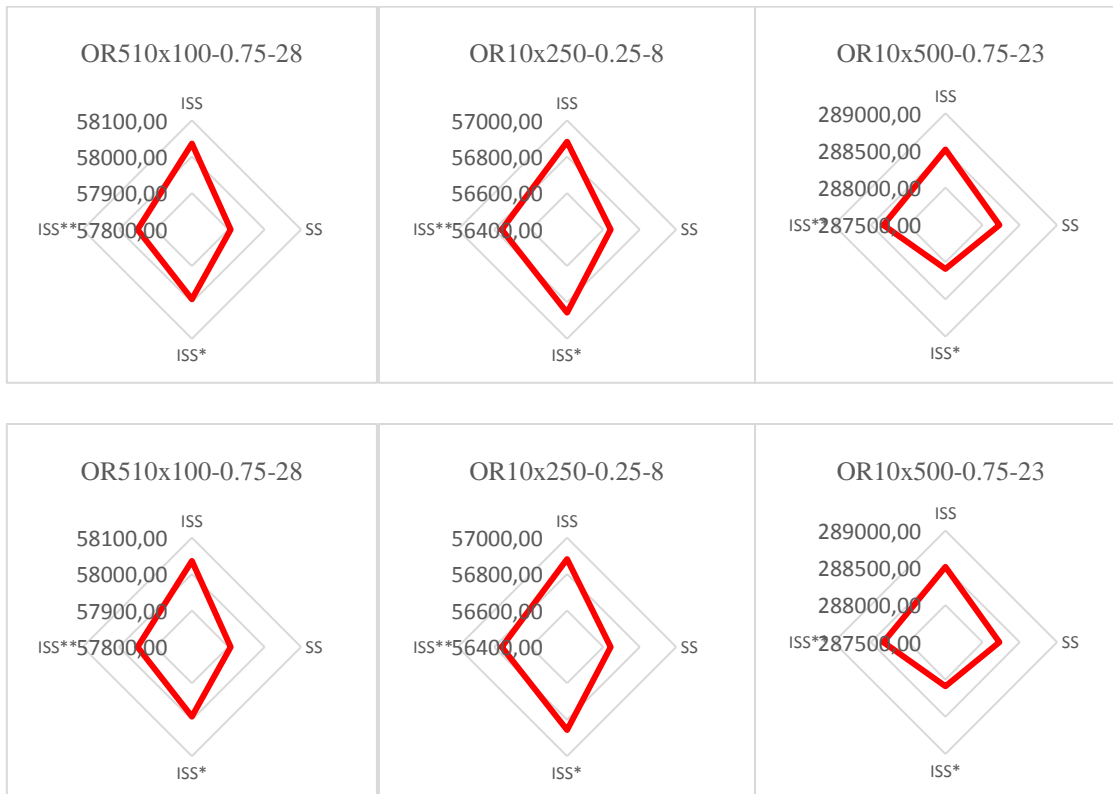 OR510x100-0.75-28
ISS
58100,00
58000,00
57900,00
57800,00
ISS**
SS
ISS*
OR10x250-0.25-8
ISS
57000,00
56800,00
56600,00
56400,00
ISS**
SS
ISS*
OR10x500-0.75-23
ISS
289000,00
288500,00
288000,00
287500,00
ISS**
SS
ISS*
OR510x100-0.75-28
ISS
58100,00
58000,00
57900,00
57800,00
ISS**
SS
ISS*
OR10x250-0.25-8
ISS
57000,00
56800,00
56600,00
56400,00
ISS**
SS
ISS*
OR10x500-0.75-23
ISS
289000,00
288500,00
288000,00
287500,00
ISS**
SS
ISS*